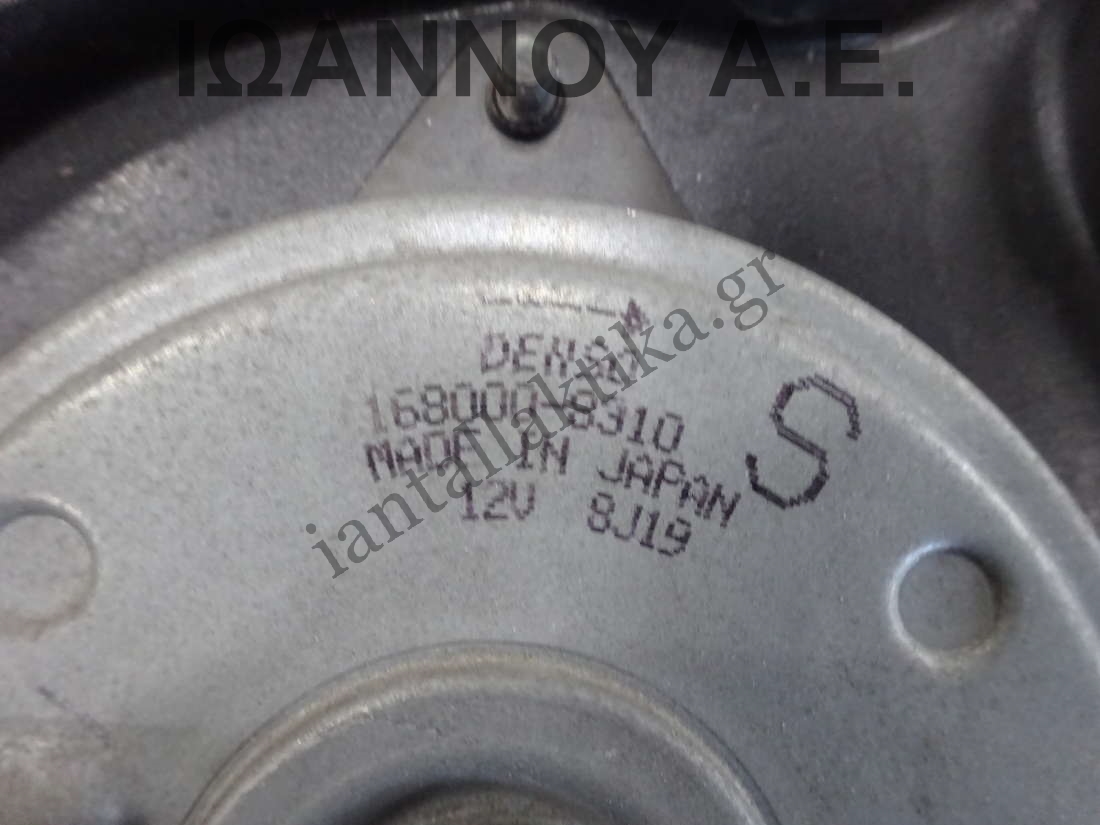 ΙΩΑΝΝΟΥ Α.Ε.
DENSO
168000-8310
MADE IN JAPAN
12V 8J19
S
iantallaktika.gr